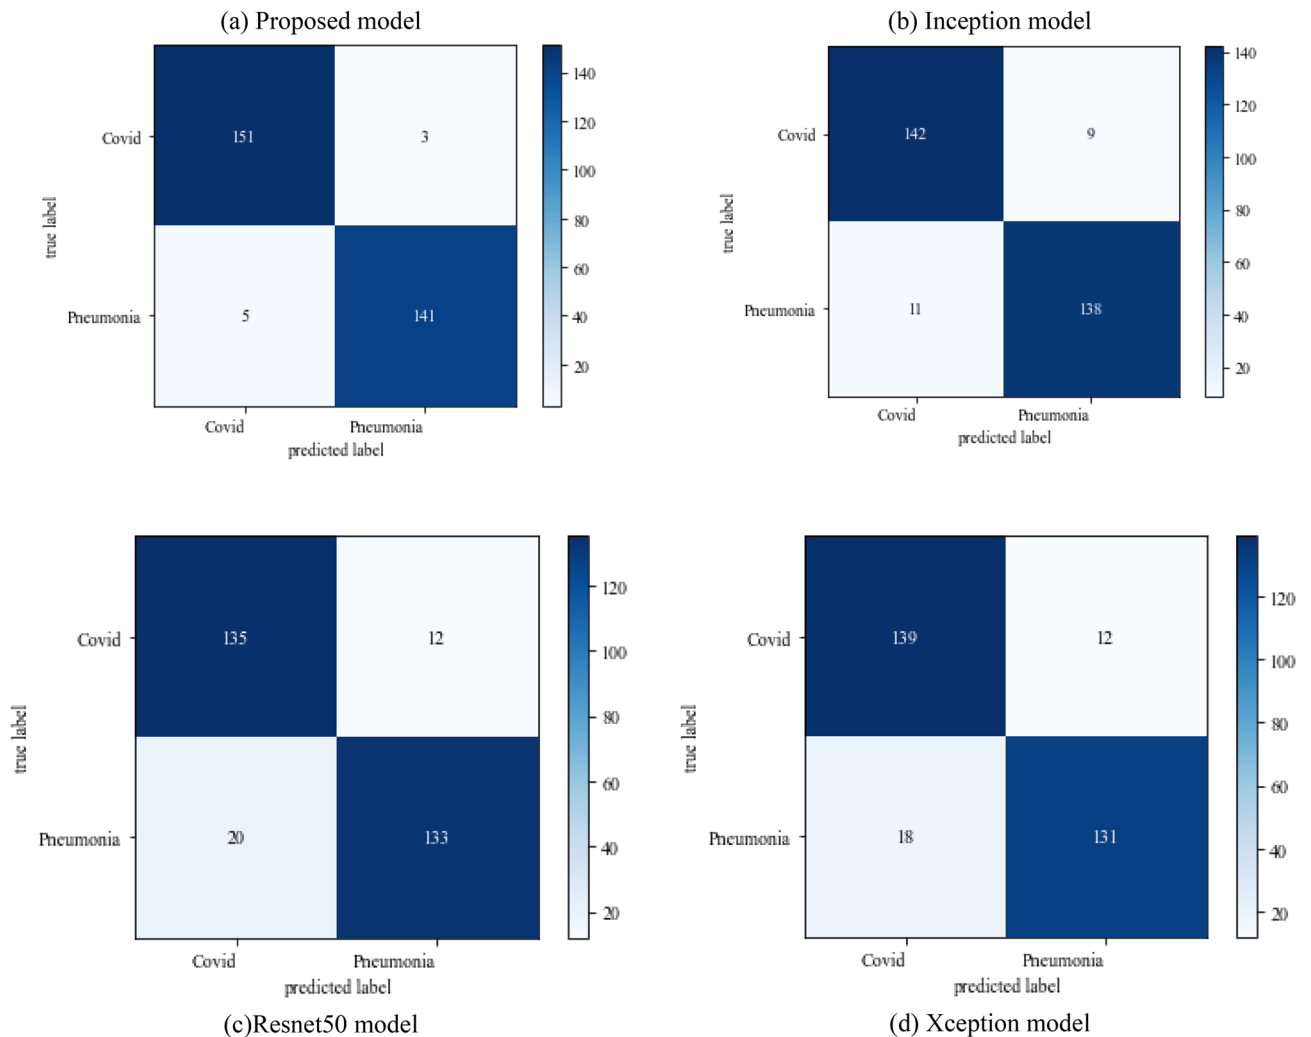 (a) Proposed model
Covid
Pneumonia
true label
151
3
5
141
Covid
Pneumonia
predicted label
140
120
100
80
60
40
20
(b) Inception model
Covid
Pneumonia
true label
142
9
11
138
Covid
Pneumonia
predicted label
140
120
100
80
60
40
20
Covid
Pneumonia
true label
135
12
20
133
Covid
Pneumonia
predicted label
120
100
80
60
40
20
(c)Resnet50 model
Covid
Pneumonia
true label
139
12
18
131
Covid
Pneumonia
predicted label
120
100
80
60
40
20
(d) Xception model